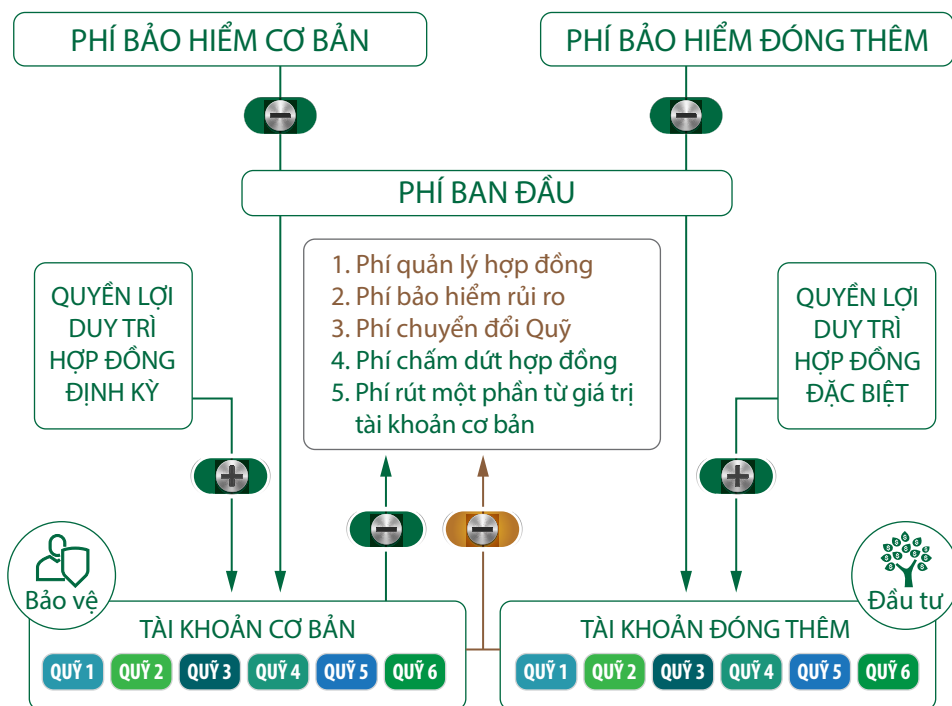 PHÍ BẢO HIỂM CƠ BẢN
PHÍ BẢO HIỂM ĐÓNG THÊM
PHÍ BAN ĐẦU
QUYỀN LỢI
DUY TRÌ
HỢP ĐỒNG
ĐỊNH KỲ
1. Phí quản lý hợp đồng
2. Phí bảo hiểm rủi ro
3. Phí chuyển đổi Quỹ
4. Phí chấm dứt hợp đồng
5. Phí rút một phần từ giá trị
tài khoản cơ bản
QUYỀN LỢI
DUY TRÌ
HỢP ĐỒNG
ĐẶC BIỆT
Bảo vệ
TÀI KHOẢN CƠ BẢN
QUỸ 1 QUỸ 2 QUỸ 3 QUỸ 4 QUỸ 5 QUỸ 6
Đầu tư
TÀI KHOẢN ĐÓNG THÊM
QUỸ 1 QUỸ 2 QUỸ 3 QUỸ 4 QUỸ 5 QUỸ 6